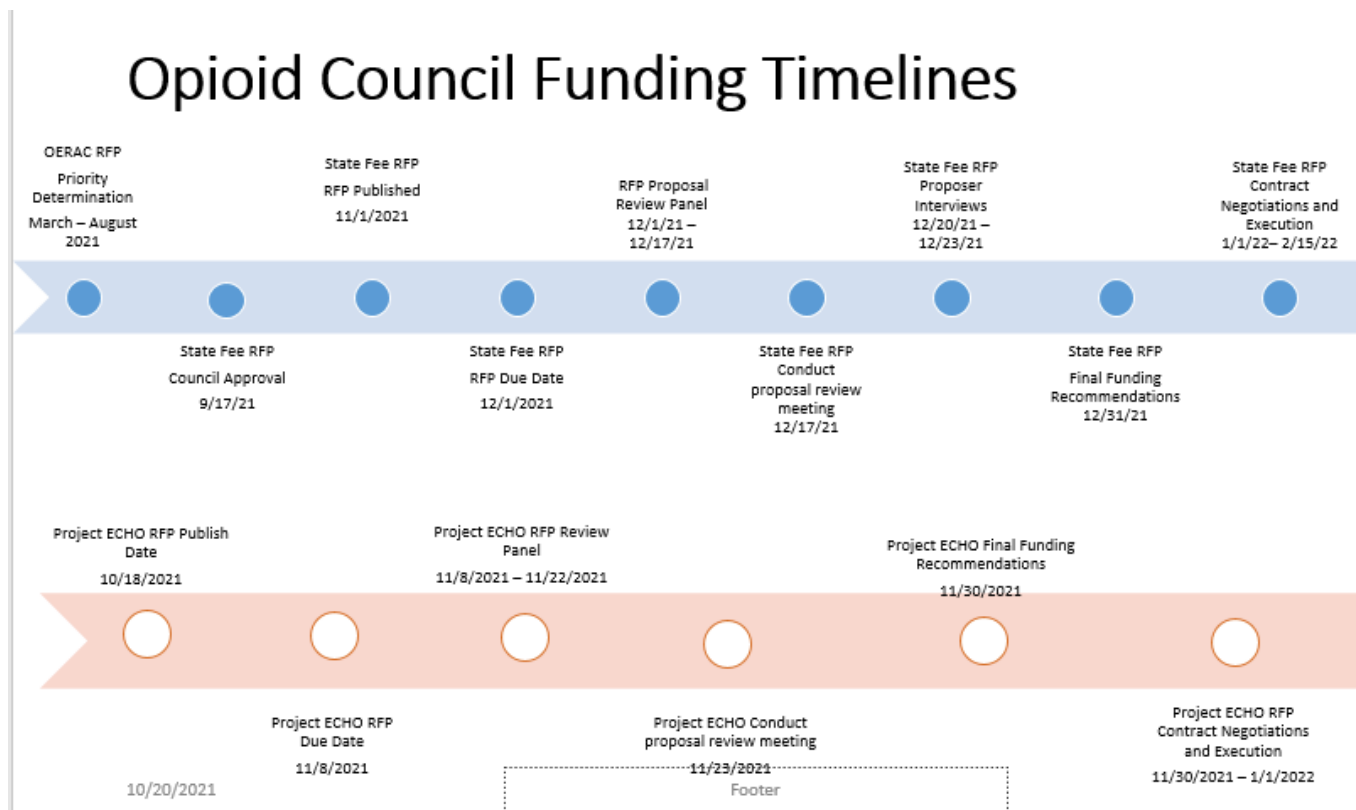 Opioid Council Funding Timelines
OERAC RFP
Priority
Determination
March – August
2021
State Fee RFP
RFP Published
11/1/2021
RFP Proposal
Review Panel
12/1/21 –
12/17/21
State Fee RFP
Proposer
Interviews
12/20/21 –
12/23/21
State Fee RFP
Contract
Negotiations and
Execution
1/1/22– 2/15/22
State Fee RFP
Council Approval
9/17/21
State Fee RFP
RFP Due Date
12/1/2021
State Fee RFP
Conduct
proposal review
meeting
12/17/21
State Fee RFP
Final Funding
Recommendations
12/31/21
Project ECHO RFP Publish
Date
10/18/2021
Project ECHO RFP Review
Panel
11/8/2021 – 11/22/2021
Project ECHO Final Funding
Recommendations
11/30/2021
Project ECHO RFP
Due Date
11/8/2021
Project ECHO Conduct
proposal review meeting
11/23/2021
Project ECHO RFP
Contract Negotiations
and Execution
11/30/2021 – 1/1/2022
10/20/2021
Footer